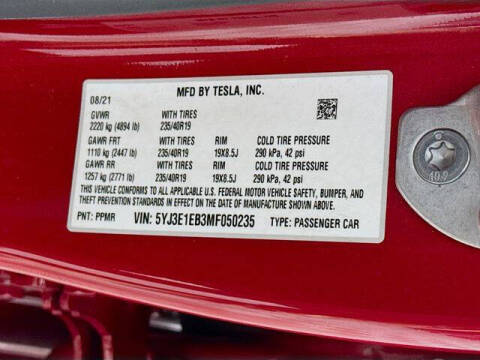 MFD BY TESLA, INC.
08/21
GVWR WITH TIRES
2220 kg (4894 lb) 235/40R19
GAWR FRT WITH TIRES RIM COLD TIRE PRESSURE
1110 kg (2447 lb) 235/40R19 19X8.5J 290 kPa, 42 psi
GAWR RR WITH TIRES RIM COLD TIRE PRESSURE
1257 kg (2771 lb) 235/40R19 19X8.5J 290 kPa, 42 psi
THIS VEHICLE CONFORMS TO ALL APPLICABLE U.S. FEDERAL MOTOR VEHICLE SAFETY, BUMPER, AND
THEFT PREVENTION STANDARDS IN EFFECT ON THE DATE OF MANUFACTURE SHOWN ABOVE.
PNT: PPMR VIN: 5YJ3E1EB3MF050235 TYPE: PASSENGER CAR
10.9